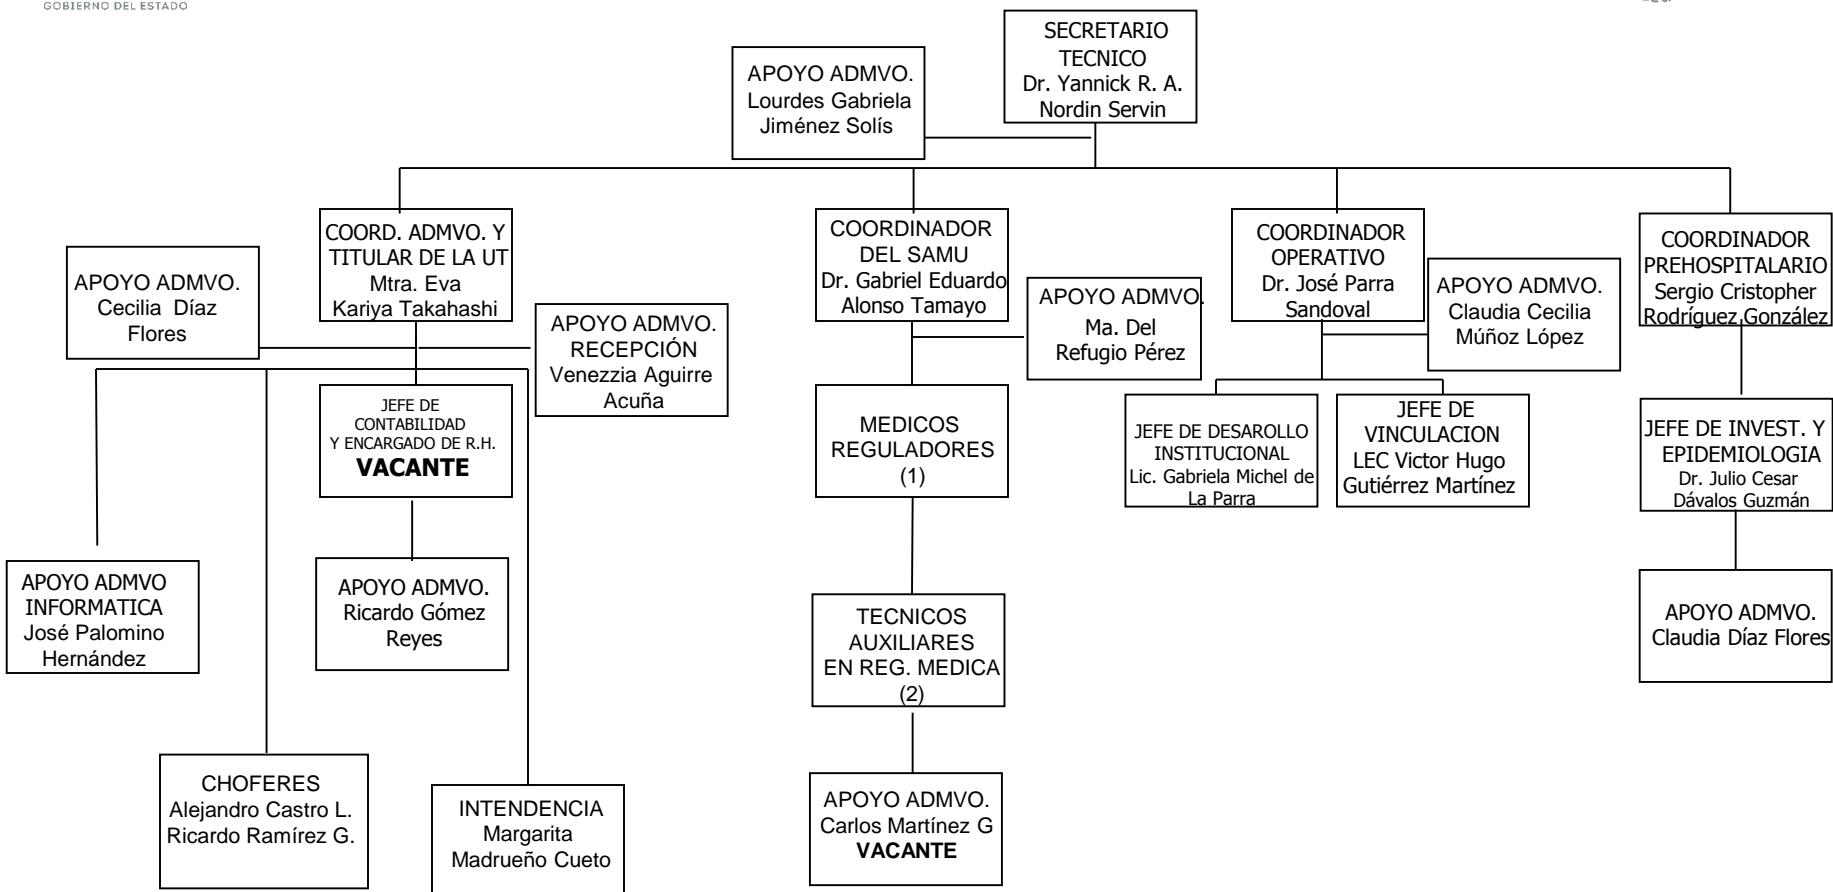 GOBIERNO DEL ESTADO
SECRETARIO
TECNICO
Dr. Yannick R. A.
Nordin Servin
APOYO ADMVO.
Lourdes Gabriela
Jiménez Solís
COORD. ADMVO. Y
TITULAR DE LA UT
Mtra. Eva
Kariya Takahashi
APOYO ADMVO.
Cecilia Díaz
Flores
APOYO ADMVO.
RECEPCIÓN
Venezzia Aguirre
Acuña
JEFE DE
CONTABILIDAD
Y ENCARGADO DE R.H.
VACANTE
APOYO ADMVO
INFORMATICA
José Palomino
Hernández
APOYO ADMVO.
Ricardo Gómez
Reyes
CHOFERES
Alejandro Castro L.
Ricardo Ramírez G.
INTENDENCIA
Margarita
Madrueño Cueto
COORDINADOR
DEL SAMU
Dr. Gabriel Eduardo
Alonso Tamayo
APOYO ADMVO.
Ma. Del
Refugio Pérez
MEDICOS
REGULADORES
(1)
TECNICOS
AUXILIARES
EN REG. MEDICA
(2)
APOYO ADMVO.
Carlos Martínez G
VACANTE
COORDINADOR
OPERATIVO
Dr. José Parra
Sandoval
APOYO ADMVO.
Claudia Cecilia
Múñoz López
JEFE DE DESAROLLO
INSTITUCIONAL
Lic. Gabriela Michel de
La Parra
JEFE DE
VINCULACION
LEC Victor Hugo
Gutiérrez Martínez
COORDINADOR
PREHOSPITALARIO
Sergio Cristopher
Rodríguez González
JEFE DE INVEST. Y
EPIDEMIOLOGIA
Dr. Julio Cesar
Dávalos Guzmán
APOYO ADMVO.
Claudia Díaz Flores